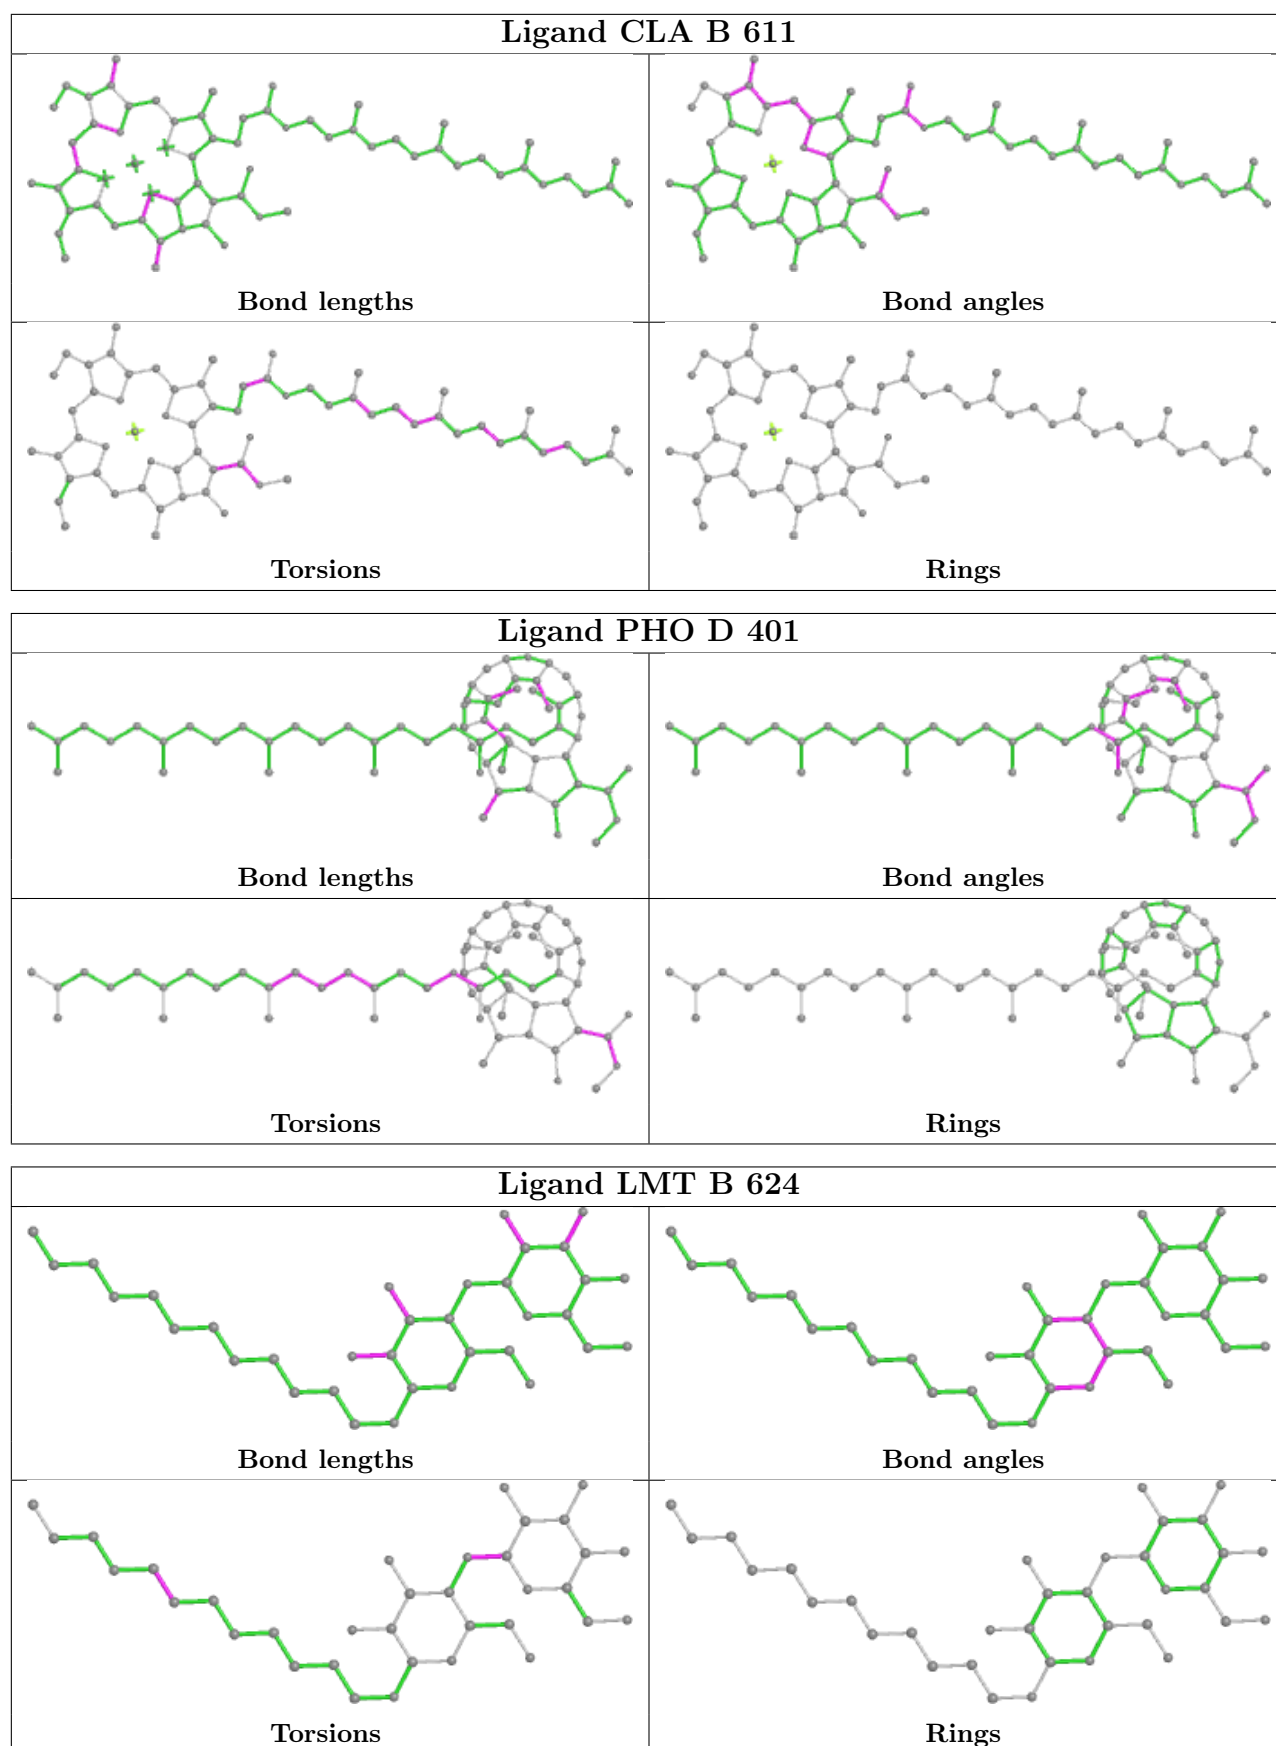 Ligand CLA B 611
Bond lengths
Bond angles
Torsions
Rings
Ligand PHO D 401
Bond lengths
Bond angles
Torsions
Rings
Ligand LMT B 624
Bond lengths
Bond angles
Torsions
Rings